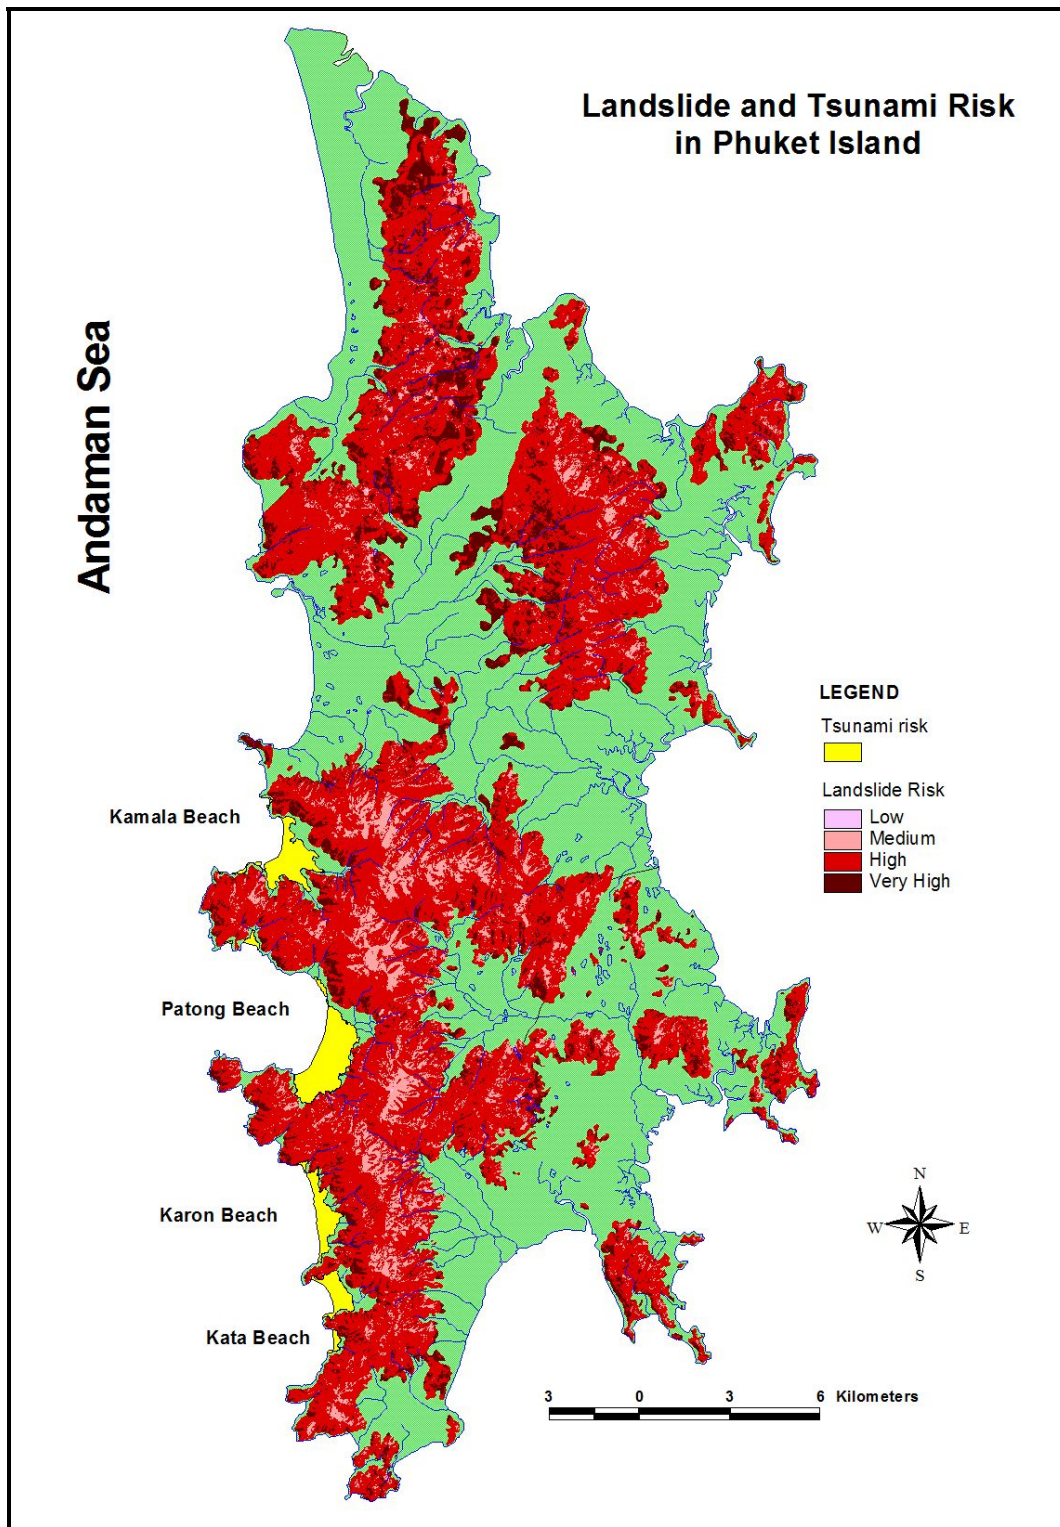 Landslide and Tsunami Risk
in Phuket Island
Andaman Sea
LEGEND
Tsunami risk
Landslide Risk
Low
Medium
High
Very High
Kamala Beach
Patong Beach
Karon Beach
Kata Beach
N
W E
S
3 0 3 6 Kilometers